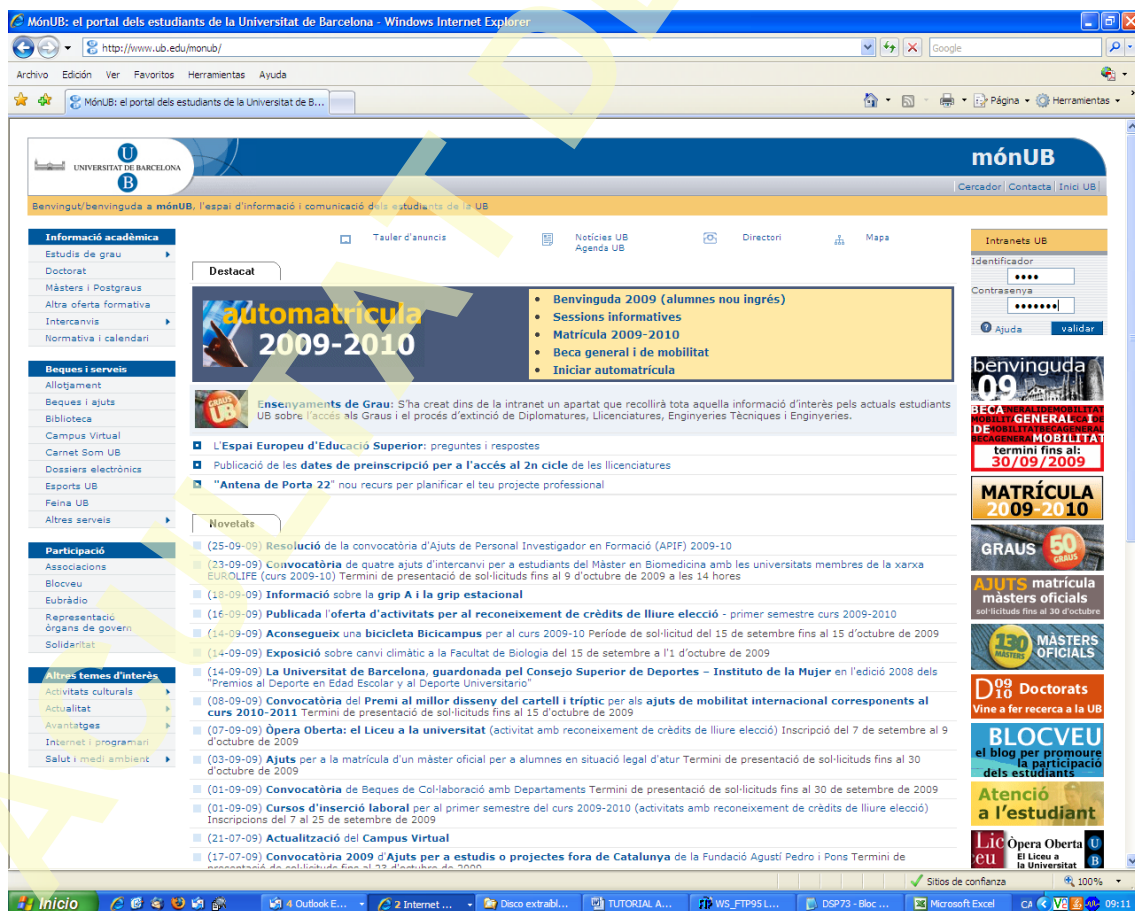 MónUB: el portal dels estudiants de la Universitat de Barcelona - Windows Internet Explorer
http://www.ub.edu/monub/
Google
Archivo Edición Ver Favoritos Herramientas Ayuda
MónUB: el portal dels estudiants de la Universitat de B...
Página Herramientas
U
UNIVERSITAT DE BARCELONA
B
mónUB
Cercador Contacta Inici UB
Benvingut/benvinguda a mónUB, l'espai d'informació i comunicació dels estudiants de la UB
Informació acadèmica
Estudis de grau
Doctorat
Màsters i Postgraus
Altra oferta formativa
Intercanvis
Normativa i calendari
Beques i serveis
Allotjament
Beques i ajuts
Biblioteca
Campus Virtual
Carnet Som UB
Dossiers electrònics
Esports UB
Feina UB
Altres serveis
Participació
Associacions
Blocveu
Eubràdio
Representació
òrgans de govern
Solidaritat
Altres temes d'interès
Activitats culturals
Actualitat
Avantatges
Internet i programari
Salut i medi ambient
Tauler d'anuncis
Notícies UB
Agenda UB
Directori
Mapa
Destacat
automatrícula
2009-2010
Benvinguda 2009 (alumnes nou ingrés)
Sessions informatives
Matrícula 2009-2010
Beca general i de mobilitat
Iniciar automatrícula
GRAUS UB
Ensenyaments de Grau: S'ha creat dins de la intranet un apartat que recollirà tota aquella informació d'interès pels actuals estudiants
UB sobre l'accés als Graus i el procés d'extinció de Diplomatures, Llicenciatures, Enginyeries Tècniques i Enginyeries.
L'Espai Europeu d'Educació Superior: preguntes i respostes
Publicació de les dates de preinscripció per a l'accés al 2n cicle de les llicenciatures
"Antena de Porta 22" nou recurs per planificar el teu projecte professional
Novetats
(25-09-09) Resolució de la convocatòria d'Ajuts de Personal Investigador en Formació (APIF) 2009-10
(23-09-09) Convocatòria de quatre ajuts d'intercanvi per a estudiants del Màster en Biomedicina amb les universitats membres de la xarxa
EUROLIFE (curs 2009-10) Termini de presentació de sol·licituds fins al 9 d'octubre de 2009 a les 14 hores
(18-09-09) Informació sobre la grip A i la grip estacional
(16-09-09) Publicada l'oferta d'activitats per al reconeixement de crèdits de lliure elecció - primer semestre curs 2009-2010
(14-09-09) Aconsegueix una bicicleta Bicicampus per al curs 2009-10 Període de sol·licitud del 15 de setembre fins al 15 d'octubre de 2009
(14-09-09) Exposició sobre canvi climàtic a la Facultat de Biologia del 15 de setembre a l'1 d'octubre de 2009
(14-09-09) La Universitat de Barcelona, guardonada pel Consejo Superior de Deportes – Instituto de la Mujer en l'edició 2008 dels
"Premios al Deporte en Edad Escolar y al Deporte Universitario"
(08-09-09) Convocatòria del Premi al millor disseny del cartell i tríptic per als ajuts de mobilitat internacional corresponents al
curs 2010-2011 Termini de presentació de sol·licituds fins al 15 d'octubre de 2009
(07-09-09) Òpera Oberta: el Liceu a la universitat (activitat amb reconeixement de crèdits de lliure elecció) Inscripció del 7 de setembre al 9
d'octubre de 2009
(03-09-09) Ajuts per a la matrícula d'un màster oficial per a alumnes en situació legal d'atur Termini de presentació de sol·licituds fins al 30
d'octubre de 2009
(01-09-09) Convocatòria de Beques de Col·laboració amb Departaments Termini de presentació de sol·licituds fins al 30 de setembre de 2009
(01-09-09) Cursos d'inserció laboral per al primer semestre del curs 2009-2010 (activitats amb reconeixement de crèdits de lliure elecció)
Inscripcions del 7 al 25 de setembre de 2009
(21-07-09) Actualització del Campus Virtual
(17-07-09) Convocatòria 2009 d'Ajuts per a estudis o projectes fora de Catalunya de la Fundació Agustí Pedro i Pons Termini de
presentació de sol·licituds fins al 23 d'octubre de 2009
Intranets UB
Identificador
Contrasenya
Ajuda validar
benvinguda
09
BECAGENERALIDEMOBILITAT
termini fins al:
30/09/2009
MATRÍCULA
2009-2010
GRAUS 50 GRAUS
AJUTS matrícula
màsters oficials
sol·licituds fins al 30 d'octubre
130 MÀSTERS MÀSTERS
OFICIALS
D 09 10 Doctorats
Vine a fer recerca a la UB
BLOCVEU
el blog per promoure
la participació
dels estudiants
Atenció
a l'estudiant
Liceu Òpera Oberta
El Liceu a
la Universitat
U B
Sitios de confianza 100%
Inicio
4 Outlook E...
2 Internet ...
Disco extraíbl...
TUTORIAL A...
WS_FTP95 L...
DSP73 - Bloc ...
Microsoft Excel
CA
09:11